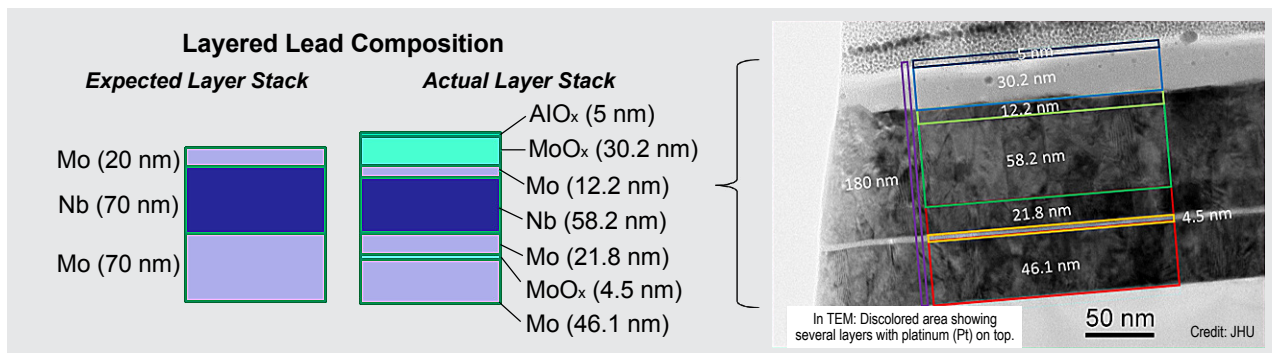 Layered Lead Composition
Expected Layer Stack
Actual Layer Stack
Mo (20 nm)
Nb (70 nm)
Mo (70 nm)
AlOx (5 nm)
MoOx (30.2 nm)
Mo (12.2 nm)
Nb (58.2 nm)
Mo (21.8 nm)
MoOx (4.5 nm)
Mo (46.1 nm)
5 nm
30.2 nm
12.2 nm
58.2 nm
180 nm
21.8 nm
4.5 nm
46.1 nm
In TEM: Discolored area showing
several layers with platinum (Pt) on top.
50 nm
Credit: JHU